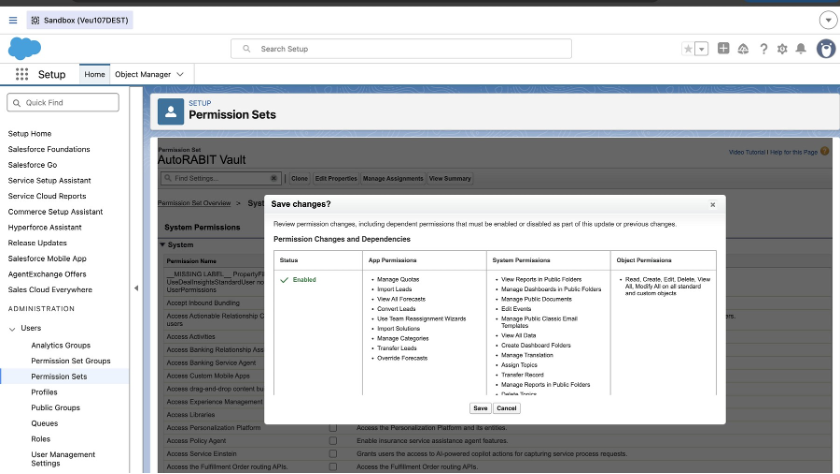 Sandbox (Veu107DEST)
Search Setup
Setup
Home
Object Manager
Quick Find
Setup Home
Salesforce Foundations
Salesforce Go
Service Setup Assistant
Service Cloud Reports
Commerce Setup Assistant
Hyperforce Assistant
Release Updates
Salesforce Mobile App
AgentExchange Offers
Sales Cloud Everywhere
ADMINISTRATION
Users
Analytics Groups
Permission Set Groups
Permission Sets
Profiles
Public Groups
Queues
Roles
User Management
Settings
SETUP
Permission Sets
Permission Set
AutoRABIT Vault
Video Tutorial | Help for this Page
Find Settings...
Clone
Edit Properties
Manage Assignments
View Summary
Permission Set Overview >
System Permissions
System
Permission Name
__MISSING LABEL__ PropertyFi
UseDealInsightsStandardUser no
UserPermissions
Accept Inbound Bundling
Access Actionable Relationship C
users
Access Activities
Access Banking Relationship Ass
Access Banking Service Agent
Access Custom Mobile Apps
Access drag-and-drop content bu
Access Experience Management
Access Libraries
Access Personalization Platform
Access the Personalization Platform and its entities.
Access Policy Agent
Enable insurance service assistance agent features.
Access Service Einstein
Grants users the access to AI-powered copilot actions for capturing service process requests.
Access the Fulfillment Order routing APIs.
Access the Fulfillment Order routing APIs.
Save changes?
Review permission changes, including dependent permissions that must be enabled or disabled as part of this update or previous changes.
Permission Changes and Dependencies
Status
Enabled
App Permissions
Manage Quotas
Import Leads
View All Forecasts
Convert Leads
Use Team Reassignment Wizards
Import Solutions
Manage Categories
Transfer Leads
Override Forecasts
System Permissions
View Reports in Public Folders
Manage Dashboards in Public Folders
Manage Public Documents
Edit Events
Manage Public Classic Email
Templates
View All Data
Create Dashboard Folders
Manage Translation
Assign Topics
Transfer Record
Manage Reports in Public Folders
Delete Topics
Object Permissions
Read, Create, Edit, Delete, View
All, Modify All on all standard
and custom objects
Save
Cancel